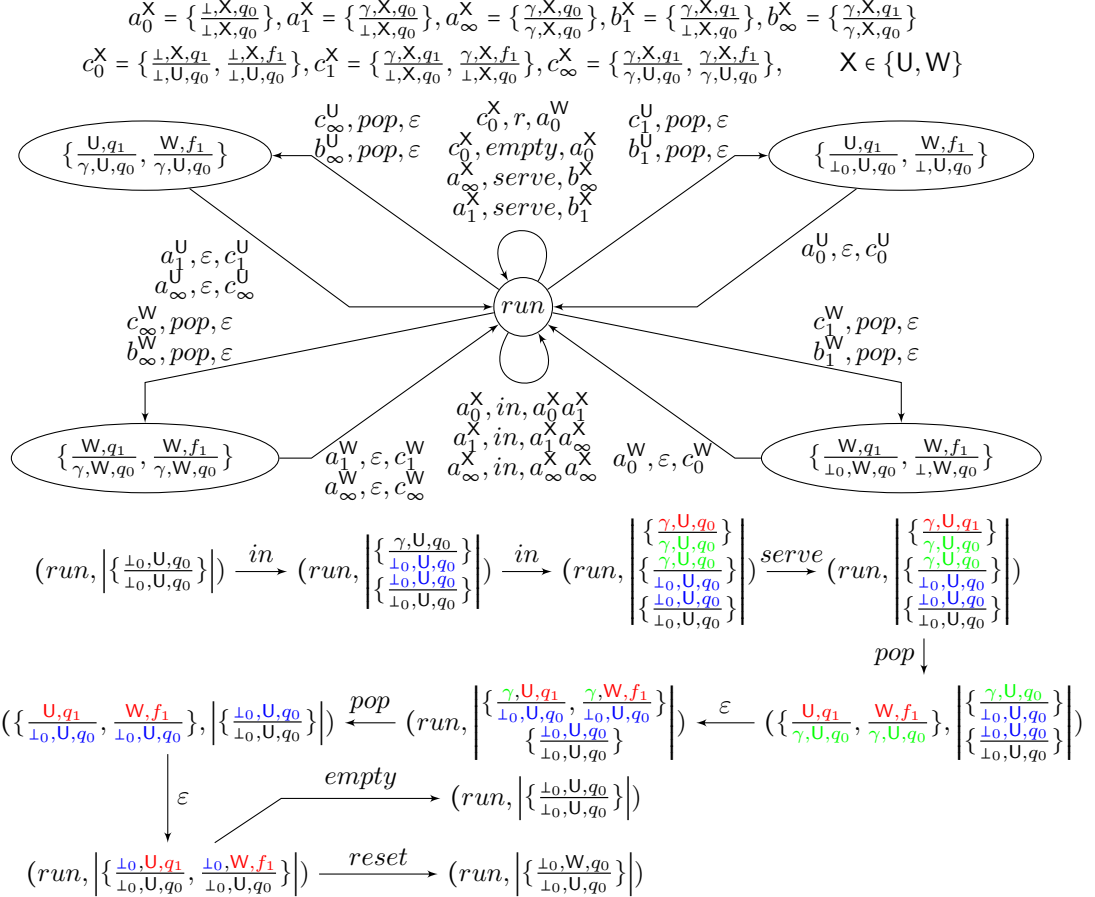 a_0^X = {⊥,X,q_0 / ⊥,X,q_0}, a_1^X = {γ,X,q_0 / ⊥,X,q_0}, a_∞^X = {γ,X,q_0 / γ,X,q_0}, b_1^X = {γ,X,q_1 / ⊥,X,q_0}, b_∞^X = {γ,X,q_1 / γ,X,q_0}
c_0^X = {⊥,X,q_1 / ⊥,U,q_0, ⊥,X,f_1 / ⊥,U,q_0}, c_1^X = {γ,X,q_1 / ⊥,X,q_0, γ,X,f_1 / ⊥,X,q_0}, c_∞^X = {γ,X,q_1 / γ,U,q_0, γ,X,f_1 / γ,U,q_0}, X ∈ {U, W}
c_∞^U, pop, ε
b_∞^U, pop, ε
c_0^X, r, a_0^W
c_0^X, empty, a_0^X
a_∞^X, serve, b_∞^X
a_1^X, serve, b_1^X
c_1^U, pop, ε
b_1^U, pop, ε
{U,q_1 / γ,U,q_0, W,f_1 / γ,U,q_0}
{U,q_1 / ⊥_0,U,q_0, W,f_1 / ⊥,U,q_0}
a_1^U, ε, c_1^U
a_∞^U, ε, c_∞^U
a_0^U, ε, c_0^U
run
c_∞^W, pop, ε
b_∞^W, pop, ε
c_1^W, pop, ε
b_1^W, pop, ε
{W,q_1 / γ,W,q_0, W,f_1 / γ,W,q_0}
a_1^W, ε, c_1^W
a_∞^W, ε, c_∞^W
a_0^X, in, a_0^X a_1^X
a_1^X, in, a_1^X a_∞^X
a_∞^X, in, a_∞^X a_∞^X
a_0^W, ε, c_0^W
{W,q_1 / ⊥_0,W,q_0, W,f_1 / ⊥,W,q_0}
(run, |{⊥_0,U,q_0 / ⊥_0,U,q_0}|) in (run, |{γ,U,q_0 / ⊥_0,U,q_0} {⊥_0,U,q_0 / ⊥_0,U,q_0}|) in (run, |{γ,U,q_0 / γ,U,q_0} {γ,U,q_0 / ⊥_0,U,q_0} {⊥_0,U,q_0 / ⊥_0,U,q_0}|) serve (run, |{γ,U,q_1 / γ,U,q_0} {γ,U,q_0 / ⊥_0,U,q_0} {⊥_0,U,q_0 / ⊥_0,U,q_0}|)
pop
({U,q_1 / ⊥_0,U,q_0, W,f_1 / ⊥_0,U,q_0}, |{⊥_0,U,q_0 / ⊥_0,U,q_0}|) pop (run, |{γ,U,q_1 / ⊥_0,U,q_0, γ,W,f_1 / ⊥_0,U,q_0} {⊥_0,U,q_0 / ⊥_0,U,q_0}|) ε ({U,q_1 / γ,U,q_0, W,f_1 / γ,U,q_0}, |{γ,U,q_0 / ⊥_0,U,q_0} {⊥_0,U,q_0 / ⊥_0,U,q_0}|)
ε
empty (run, |{⊥_0,U,q_0 / ⊥_0,U,q_0}|)
(run, |{⊥_0,U,q_1 / ⊥_0,U,q_0, ⊥_0,W,f_1 / ⊥_0,U,q_0}|) reset (run, |{⊥_0,W,q_0 / ⊥_0,U,q_0}|)